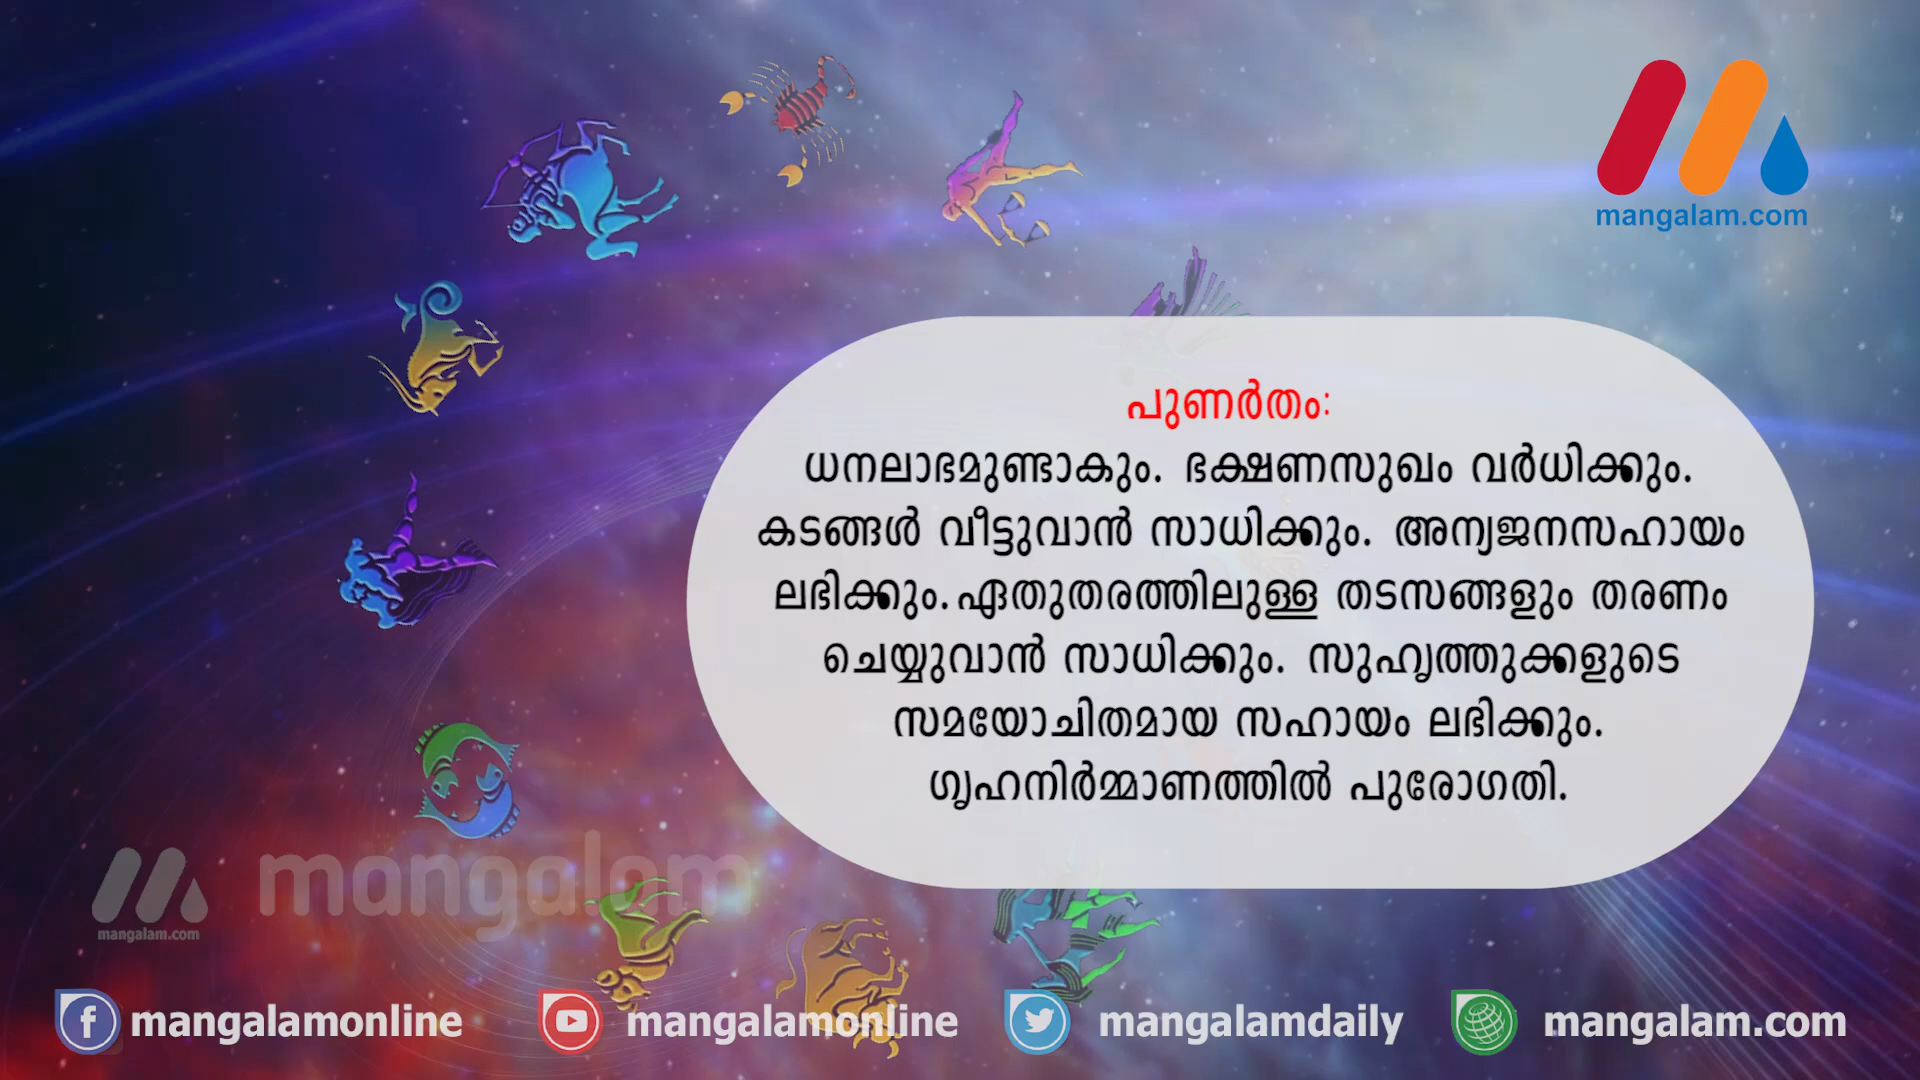 mangalam.com
പുണർതം:
ധനലാഭമുണ്ടാകും. ഭക്ഷണസുഖം വർധിക്കും.
കടങ്ങൾ വീട്ടുവാൻ സാധിക്കും. അന്യജനസഹായം
ലഭിക്കും.ഏതുതരത്തിലുള്ള തടസങ്ങളും തരണം
ചെയ്യുവാൻ സാധിക്കും. സുഹൃത്തുക്കളുടെ
സമയോചിതമായ സഹായം ലഭിക്കും.
ഗൃഹനിർമ്മാണത്തിൽ പുരോഗതി.
mangalam
mangalam.com
mangalamonline
mangalamonline
mangalamdaily
mangalam.com